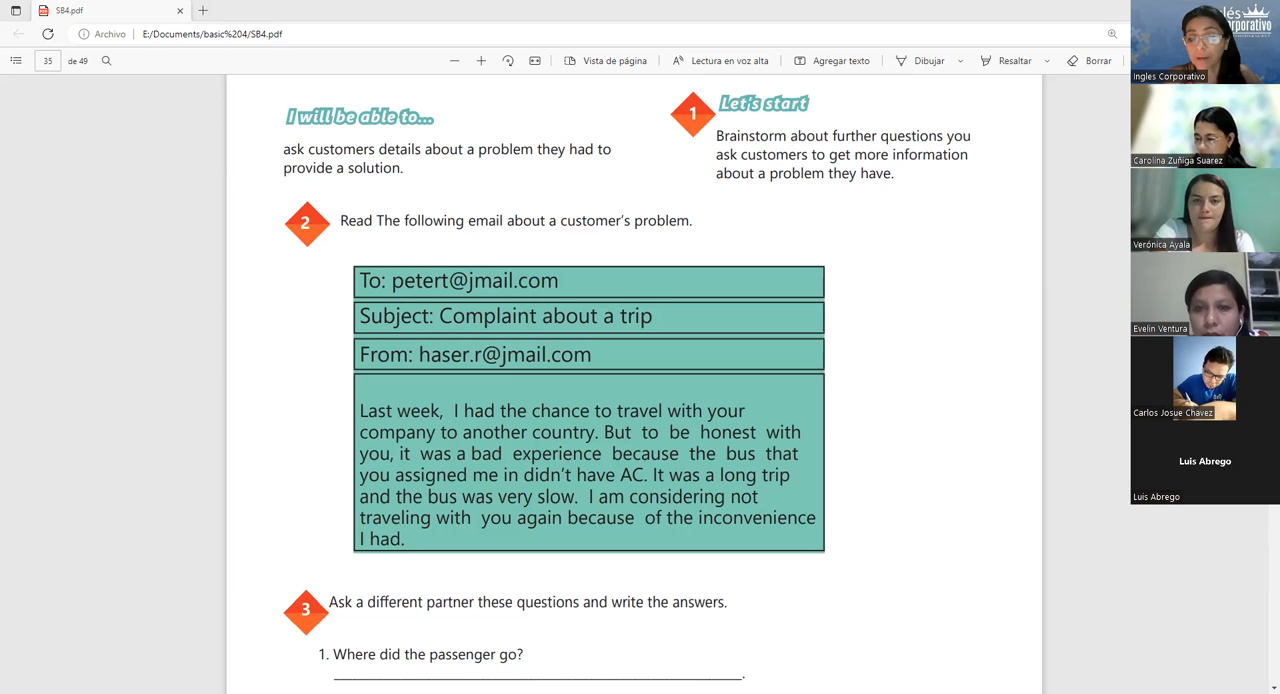 SB4.pdf
Archivo
E:/Documents/basic%204/SB4.pdf
35
de 49
Vista de página
Lectura en voz alta
Agregar texto
Dibujar
Resaltar
Borrar
I will be able to...
ask customers details about a problem they had to
provide a solution.
1
Let's start
Brainstorm about further questions you
ask customers to get more information
about a problem they have.
2
Read The following email about a customer's problem.
To: petert@jmail.com
Subject: Complaint about a trip
From: haser.r@jmail.com
Last week, I had the chance to travel with your
company to another country. But to be honest with
you, it was a bad experience because the bus that
you assigned me in didn't have AC. It was a long trip
and the bus was very slow. I am considering not
traveling with you again because of the inconvenience
I had.
3
Ask a different partner these questions and write the answers.
1. Where did the passenger go?
Ingles Corporativo
Carolina Zuñiga Suarez
Verónica Ayala
Evelin Ventura
Carlos Josue Chavez
Luis Abrego
Luis Abrego